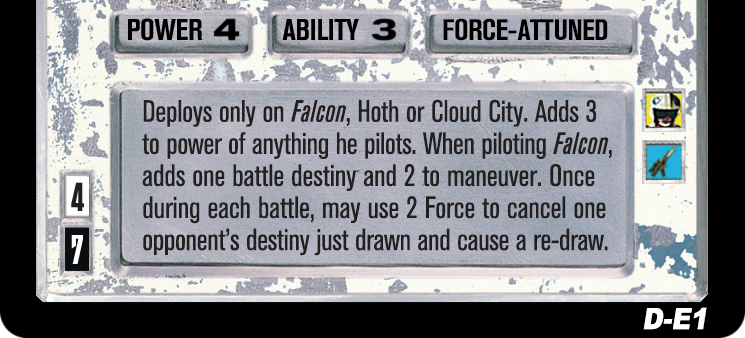 POWER 4 ABILITY 3 FORCE-ATTUNED
Deploys only on Falcon, Hoth or Cloud City. Adds 3
to power of anything he pilots. When piloting Falcon,
adds one battle destiny and 2 to maneuver. Once
during each battle, may use 2 Force to cancel one
opponent's destiny just drawn and cause a re-draw.
4
7
D-E1